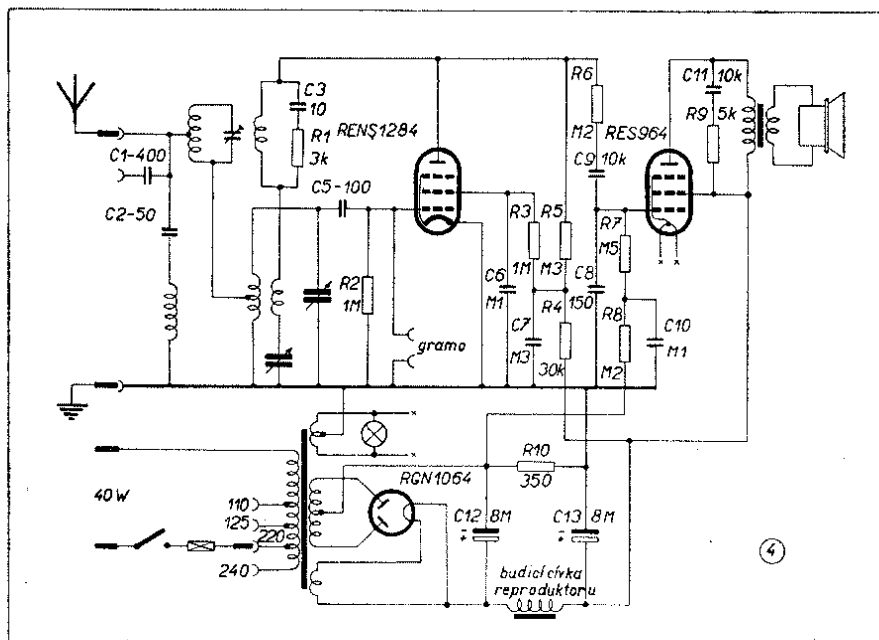 C11 10k
R6
C3
10
R9 5k
R1
3k
RENS1284
M2
RES964
C1-400
C9 10k
C5-100
C2-50
R3
R5
R7
M5
R2
1M
C6
M1
1M
M3
C8
150
C7
M3
R4
30k
R8
M2
C10
M1
gramo
x
x
x
x
R10
350
RGN1064
40W
110
125
220
240
C12 8M
C13 8M
- +
- +
4
budicí cívka
reproduktoru